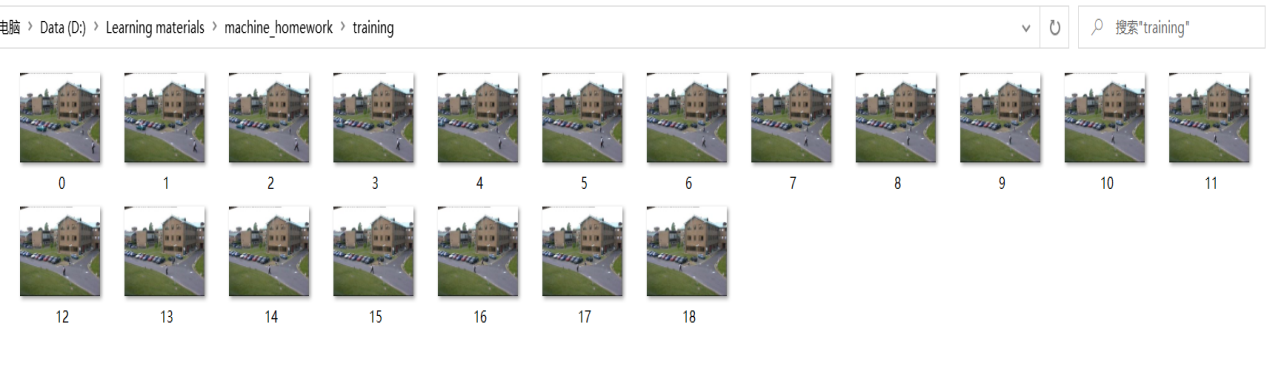 电脑 › Data (D:) › Learning materials › machine_homework › training 搜索"training"
0 1 2 3 4 5 6 7 8 9 10 11
12 13 14 15 16 17 18